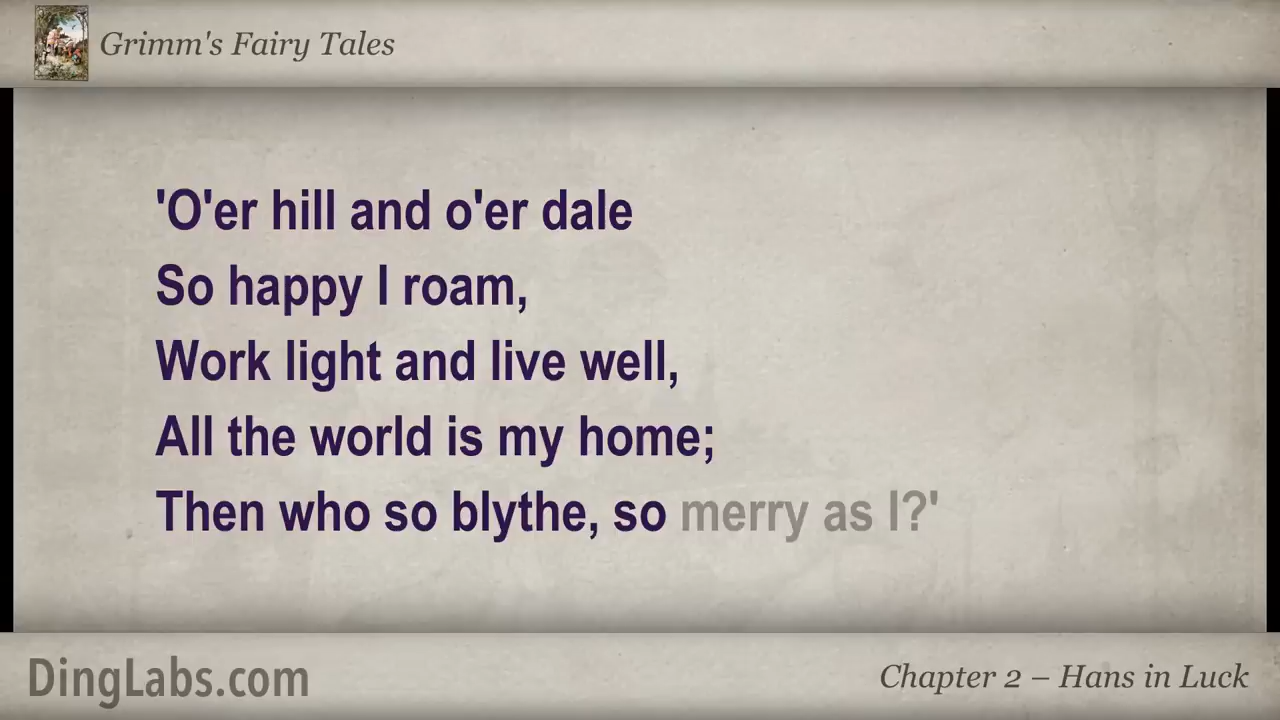 Grimm's Fairy Tales
'O'er hill and o'er dale
So happy I roam,
Work light and live well,
All the world is my home;
Then who so blythe, so merry as I?'
DingLabs.com
Chapter 2 – Hans in Luck